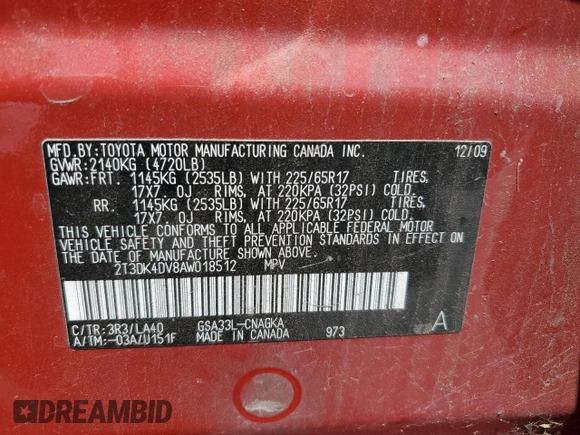 MFD.BY:TOYOTA MOTOR MANUFACTURING CANADA INC. 12/09
GVWR:2140KG (4720LB)
GAWR:FRT. 1145KG (2535LB) WITH 225/65R17 TIRES,
17X7.0J RIMS, AT 220KPA (32PSI) COLD.
RR. 1145KG (2535LB) WITH 225/65R17 TIRES,
17X7.0J RIMS, AT 220KPA (32PSI) COLD.
THIS VEHICLE CONFORMS TO ALL APPLICABLE FEDERAL MOTOR
VEHICLE SAFETY AND THEFT PREVENTION STANDARDS IN EFFECT ON
THE DATE OF MANUFACTURE SHOWN ABOVE.
2T3DK4DV8AW018512 MPV
C/TR:3R3/LA40 GSA33L-CNAGKA A
A/TM:-03A/U151F MADE IN CANADA 973
DREAMBID